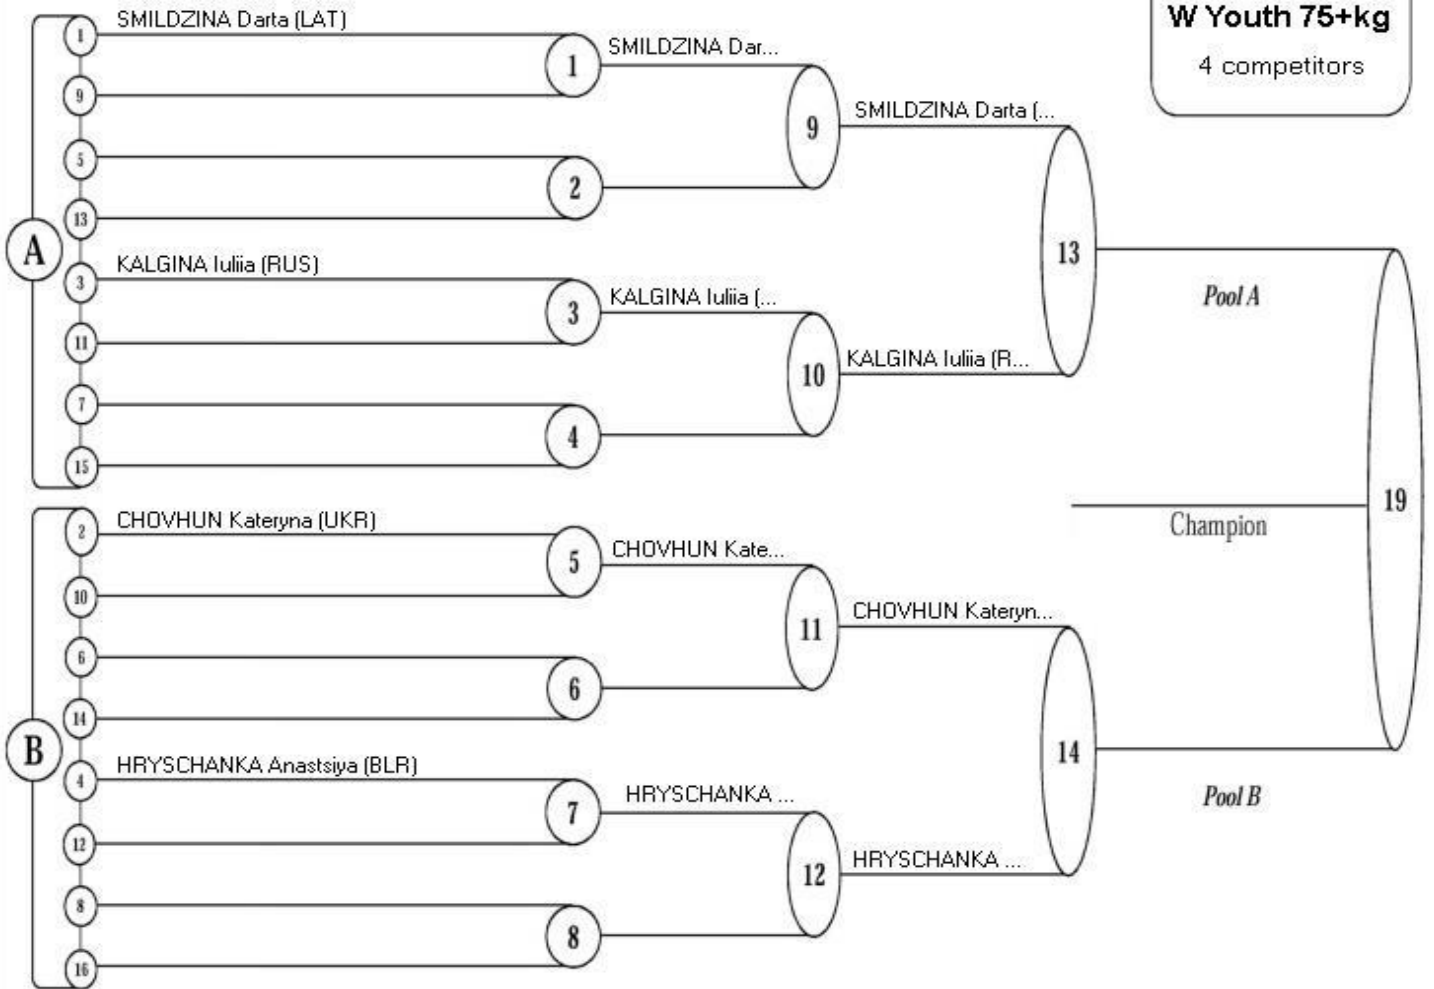 W Youth 75+kg
4 competitors
SMILDZINA Darta (LAT)
1
9
5
13
A
KALGINA Iuliia (RUS)
3
11
7
15
CHOVHUN Kateryna (UKR)
2
10
6
14
B
HRYSCHANKA Anastsiya (BLR)
4
12
8
16
1
2
3
4
5
6
7
8
SMILDZINA Dar...
9
KALGINA Iuliia (...
10
CHOVHUN Kate...
11
HRYSCHANKA ...
12
SMILDZINA Darta (...
13
KALGINA Iuliia (R...
CHOVHUN Kateryn...
14
HRYSCHANKA ...
Pool A
Champion
19
Pool B